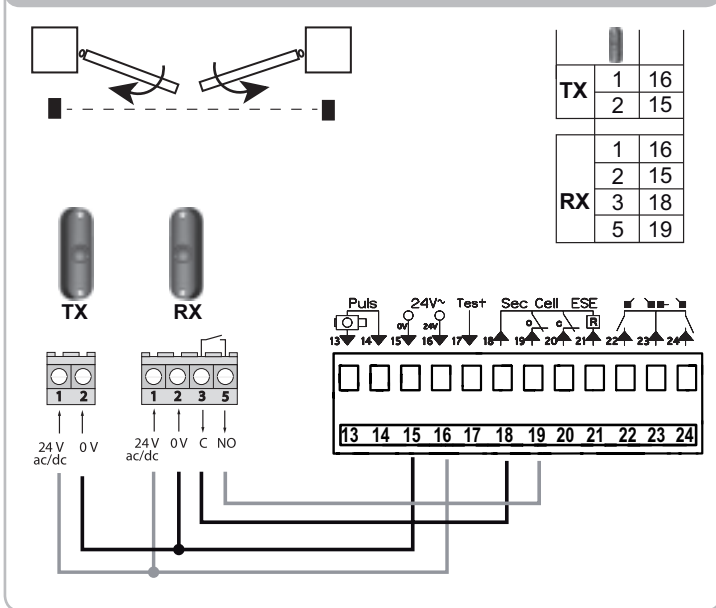 TX 1 16
2 15
RX 1 16
2 15
3 18
5 19
TX RX
Puls 24V~ Test Sec Cell ESE
0V 24V C C R
13 14 15 16 17 18 19 20 21 22 23 24
1 2 1 2 3 5
13 14 15 16 17 18 19 20 21 22 23 24
24 V ac/dc 0 V 24 V ac/dc 0 V C NO